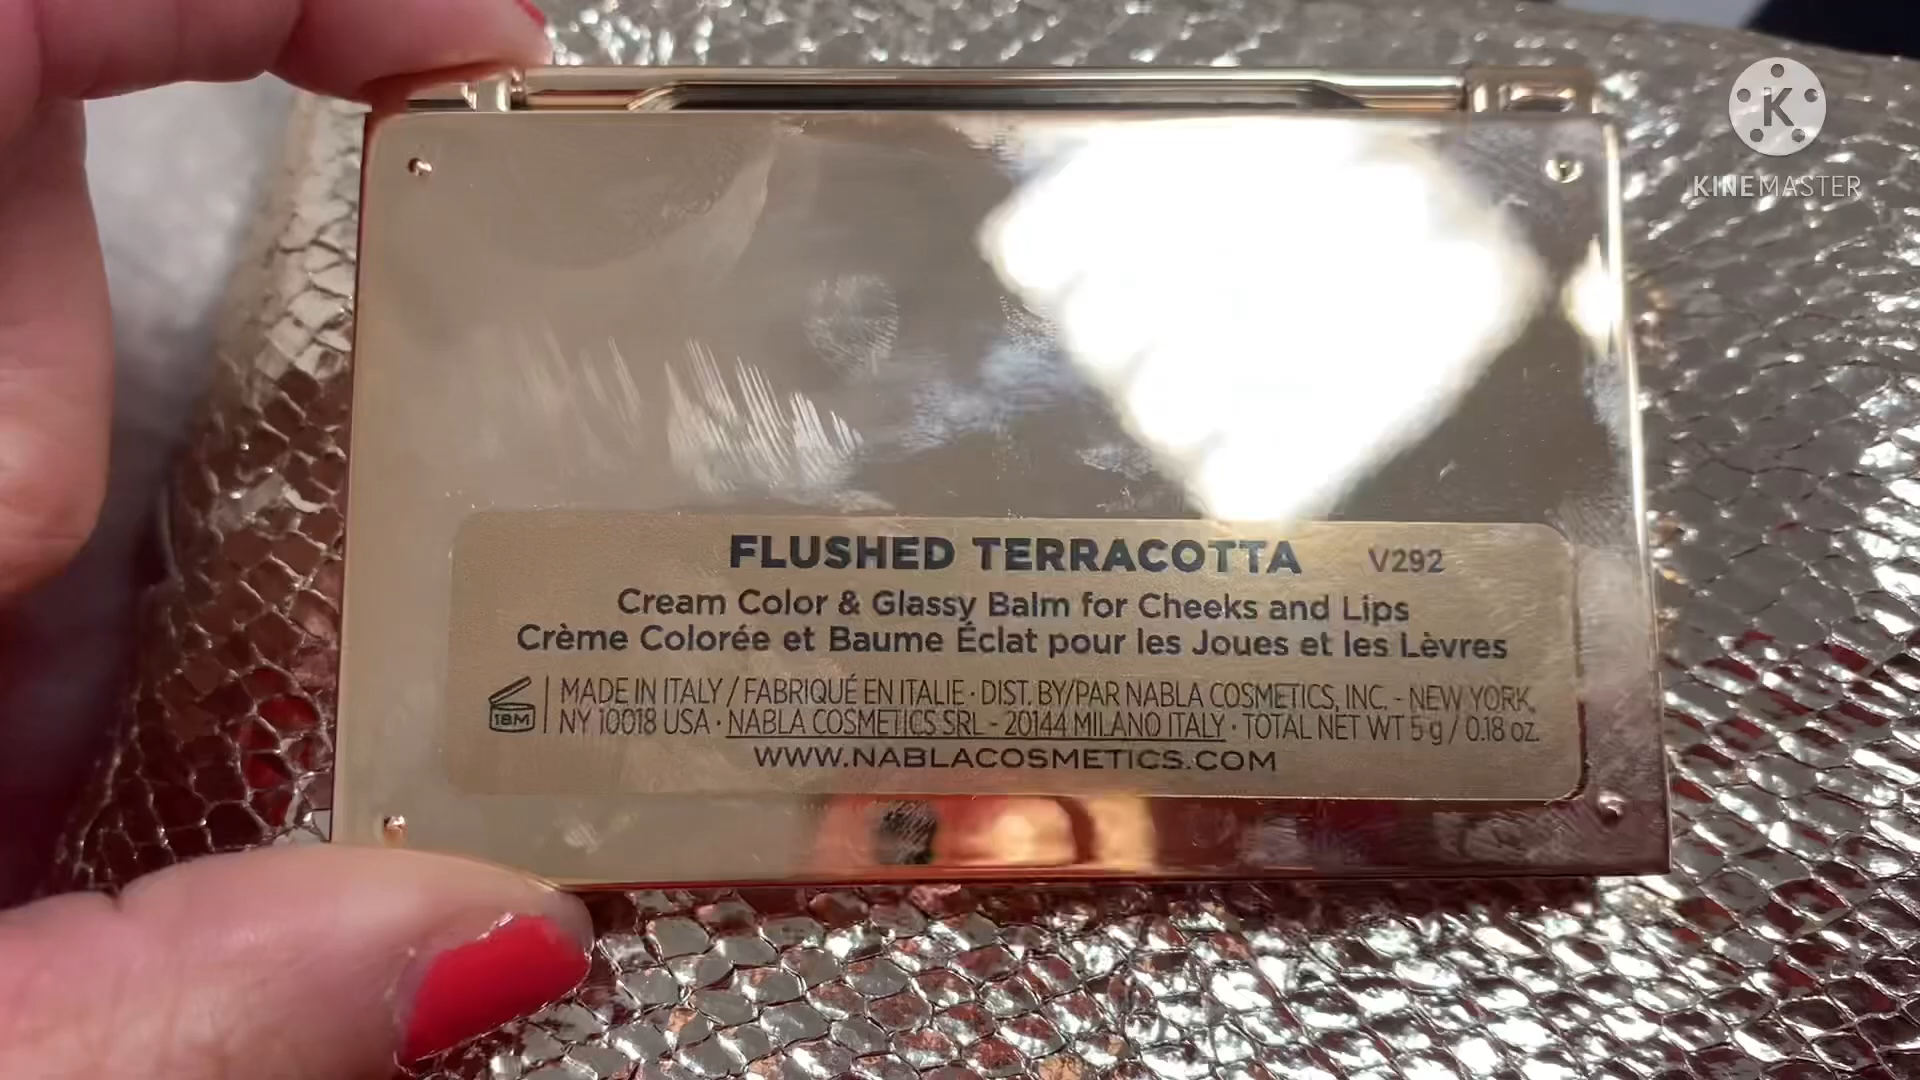 K
KINEMASTER
FLUSHED TERRACOTTA V292
Cream Color & Glassy Balm for Cheeks and Lips
Crème Colorée et Baume Éclat pour les Joues et les Lèvres
18M
MADE IN ITALY / FABRIQUÉ EN ITALIE · DIST. BY/PAR NABLA COSMETICS, INC. - NEW YORK,
NY 10018 USA · NABLA COSMETICS SRL - 20144 MILANO ITALY · TOTAL NET WT 5 g / 0.18 oz.
WWW.NABLACOSMETICS.COM